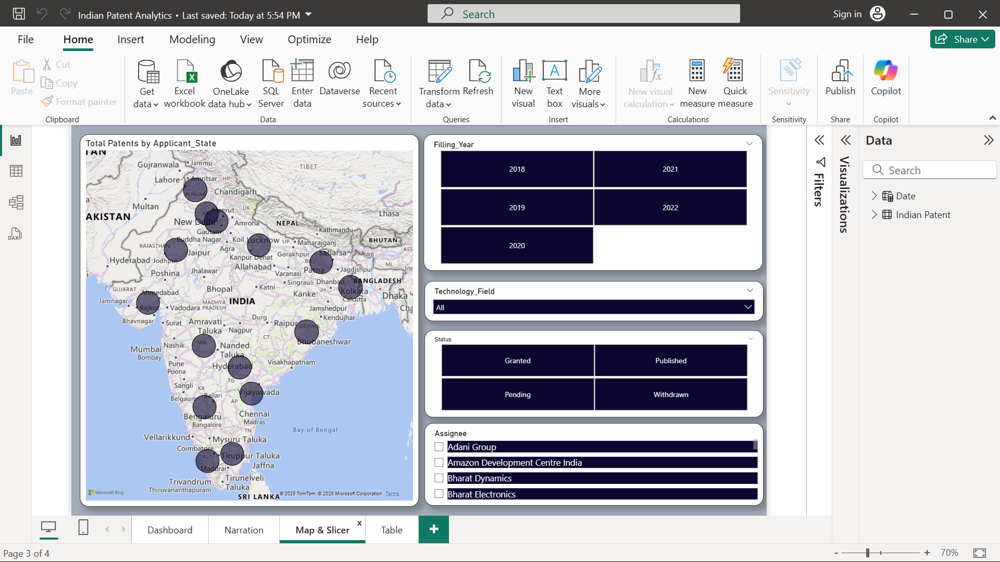 Indian Patent Analytics • Last saved: Today at 5:54 PM
Search
Sign in
File
Home
Insert
Modeling
View
Optimize
Help
Share
Paste
Cut
Copy
Format painter
Clipboard
Get data
Excel workbook
OneLake data hub
SQL Server
Enter data
Dataverse
Recent sources
Data
Transform data
Refresh
Queries
New visual
Text box
More visuals
Insert
New visual calculation
New measure
Quick measure
Calculations
Sensitivity
Sensitivity
Publish
Share
Copilot
Copilot
Total Patents by Applicant_State
Gujranwala
Jammu
TIBET
Lahore
Amritsar
HP
PUNJAB
Chandigarh
Multan
UK
Lhasa
AKISTAN
Meerut
New Delhi
Amroha
NEPAL
Kathmandu
Gautam
Buddha Nagar
Koil
Lucknow
UP
Maharajganj
SK
BHUTAN
RAJASTHAN
Jaipur
Agra
Saharsa
ASS
Hyderabad
Jodhpur
Kanpur Dehat
Gorakhpur
WB
Poshina
Jhalawar
Allahabad
Patna
Jagdishpur
ML
Im
Varanasi
Singrauli
Dhanbad
BANGLADESH
GUJARAT
Ahmedabad
Bhopal
Katni
Kanke
JH
Kolkata
Calcutta
Dhaka
Jamnagar
Rajkot
Vadodara
MADHYA PRADESH
INDIA
Jamshedpur
Cha
Bhavnagar
Surat
Amravati Taluka
Durg
Raipur
Kendujhar
Nagpur
ODISHA
CT
Bhubaneswar
Mumbai
Bombay
Nashik
MH
Nanded Taluka
Pune
Poona
Hyderabad
Visakhapatnam
TG
Sangli
KA
Belgaum
Ballari
AP
Vijayawada
Bengaluru
Bangalore
Chennai
Madras
TN
Bay of Bengal
Vellarikkund
Mysuru Taluka
Coimbatore
KL
Tiruppur Taluka
Madurai
Jaffna
Trivandrum
Thiruvananthapuram
Tirunelveli Taluka
SRI LANKA
Microsoft Bing
© 2025 TomTom, © 2025 Microsoft Corporation Terms
Filling_Year
2018
2021
2019
2022
2020
Technology_Field
All
Status
Granted
Published
Pending
Withdrawn
Assignee
Adani Group
Amazon Development Centre India
Bharat Dynamics
Bharat Electronics
Filters
Visualizations
Data
Search
Date
Indian Patent
Dashboard
Narration
Map & Slicer
x
Table
+
Page 3 of 4
- + 70%